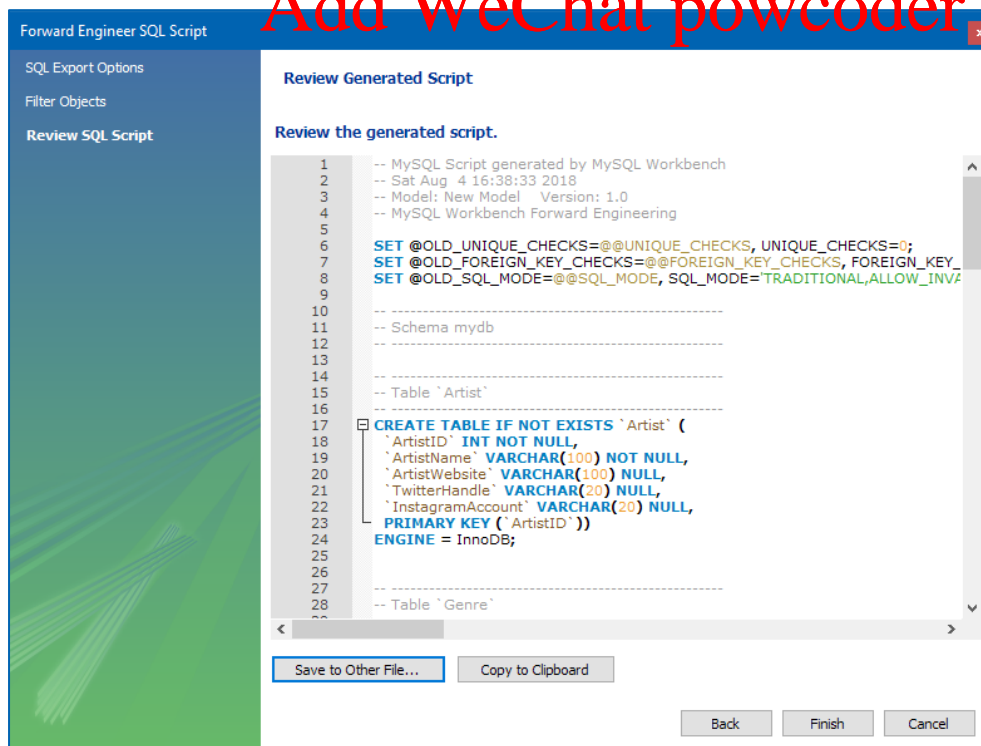 Add WeChat powcoder
Forward Engineer SQL Script
SQL Export Options
Filter Objects
Review SQL Script
Review Generated Script
Review the generated script.
1 -- MySQL Script generated by MySQL Workbench
2 -- Sat Aug  4 16:38:33 2018
3 -- Model: New Model    Version: 1.0
4 -- MySQL Workbench Forward Engineering
5
6 SET @OLD_UNIQUE_CHECKS=@@UNIQUE_CHECKS, UNIQUE_CHECKS=0;
7 SET @OLD_FOREIGN_KEY_CHECKS=@@FOREIGN_KEY_CHECKS, FOREIGN_KEY_
8 SET @OLD_SQL_MODE=@@SQL_MODE, SQL_MODE='TRADITIONAL,ALLOW_INVA
9
10 -- -----------------------------------------------------
11 -- Schema mydb
12 -- -----------------------------------------------------
13
14 -- -----------------------------------------------------
15 -- Table `Artist`
16 -- -----------------------------------------------------
17 CREATE TABLE IF NOT EXISTS `Artist` (
18 `ArtistID` INT NOT NULL,
19 `ArtistName` VARCHAR(100) NOT NULL,
20 `ArtistWebsite` VARCHAR(100) NULL,
21 `TwitterHandle` VARCHAR(20) NULL,
22 `InstagramAccount` VARCHAR(20) NULL,
23 PRIMARY KEY (`ArtistID`))
24 ENGINE = InnoDB;
25
26
27 -- -----------------------------------------------------
28 -- Table `Genre`
Save to Other File...
Copy to Clipboard
Back
Finish
Cancel